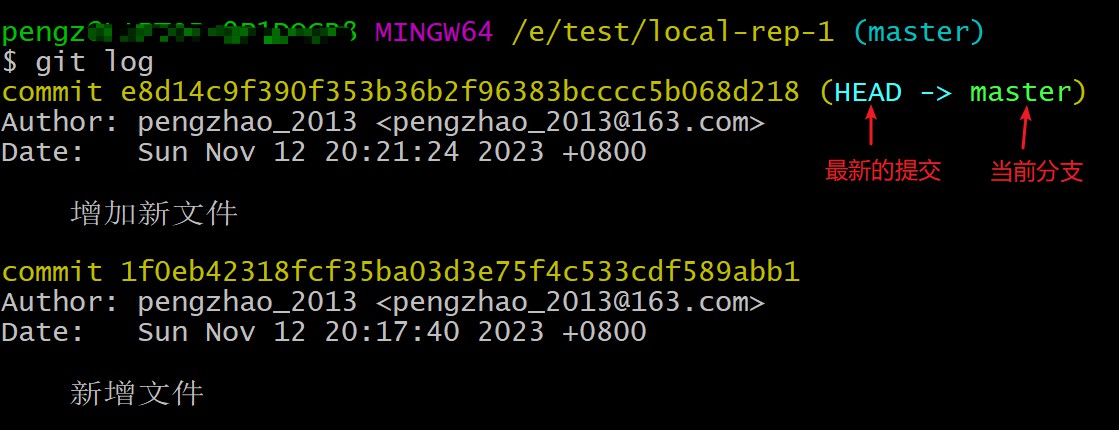 pengz MINGW64 /e/test/local-rep-1 (master)
$ git log
commit e8d14c9f390f353b36b2f96383bcccc5b068d218 (HEAD -> master)
Author: pengzhao_2013 <pengzhao_2013@163.com>
Date:   Sun Nov 12 20:21:24 2023 +0800
最新的提交 当前分支
增加新文件
commit 1f0eb42318fcf35ba03d3e75f4c533cdf589abb1
Author: pengzhao_2013 <pengzhao_2013@163.com>
Date:   Sun Nov 12 20:17:40 2023 +0800
新增文件